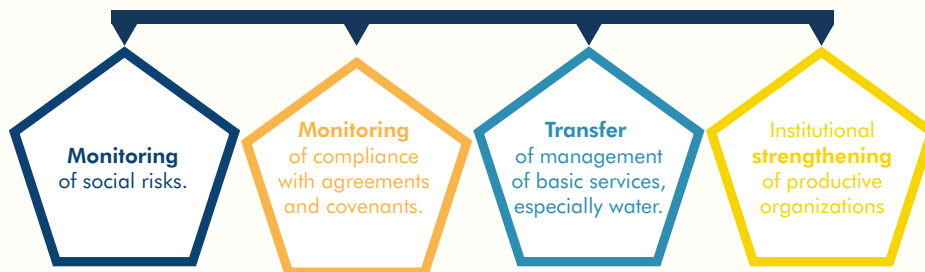 Monitoring
of social risks.
Monitoring
of compliance
with agreements
and covenants.
Transfer
of management
of basic services,
especially water.
Institutional
strengthening
of productive
organizations